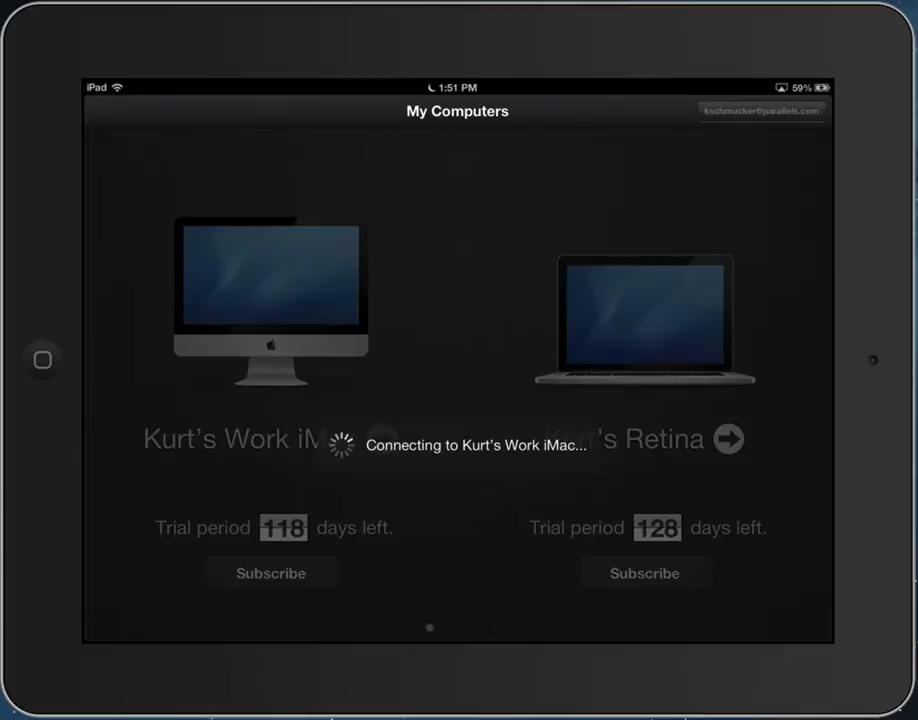 iPad 1:51 PM 59%
My Computers kschmucker@parallels.com
Kurt's Work iM
Connecting to Kurt's Work iMac...
's Retina
Trial period 118 days left.
Trial period 128 days left.
Subscribe
Subscribe